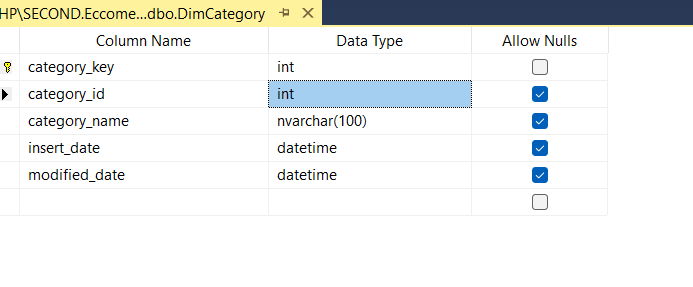 HP\SECOND.Eccome...dbo.DimCategory
Column Name Data Type Allow Nulls
category_key int
category_id int
category_name nvarchar(100)
insert_date datetime
modified_date datetime